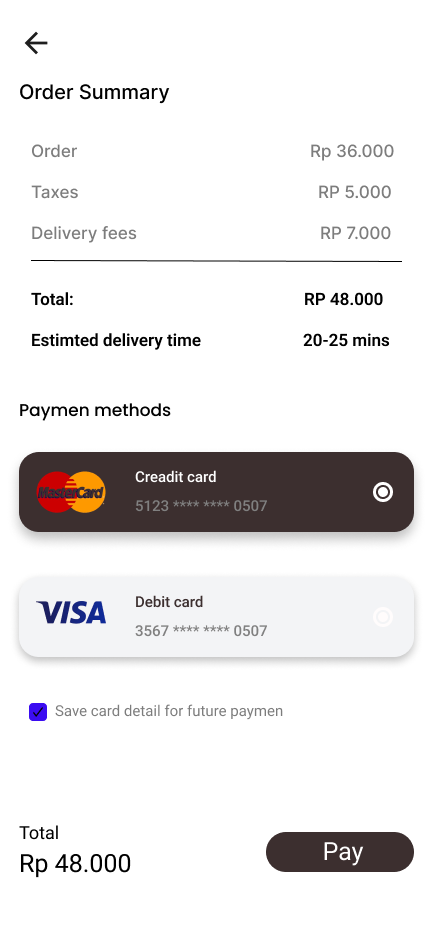 Order Summary
Order Rp 36.000
Taxes RP 5.000
Delivery fees RP 7.000
Total: RP 48.000
Estimted delivery time 20-25 mins
Paymen methods
MasterCard
Creadit card
5123 **** **** 0507
VISA
Debit card
3567 **** **** 0507
Save card detail for future paymen
Total
Rp 48.000
Pay